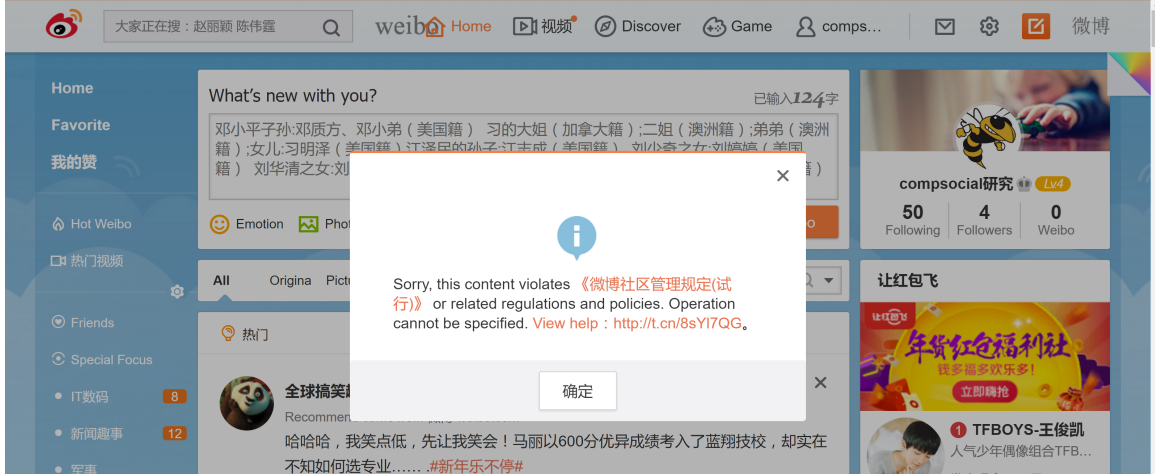 大家正在搜：赵丽颖 陈伟霆
weibo
Home
视频
Discover
Game
comps...
微博
Home
Favorite
我的赞
Hot Weibo
热门视频
Friends
Special Focus
IT数码
8
新闻趣事
12
军事
What's new with you?
已输入124字
邓小平子孙:邓质方、邓小弟（美国籍） 习的大姐（加拿大籍）;二姐（澳洲籍）;弟弟（澳洲
籍）;女儿:习明泽（美国籍）江泽民的孙子:江志成（美国籍） 刘少奇之女:刘婷婷（美国
籍） 刘华清之女:刘
籍）
Emotion
Phot
o
All
Origina
Pictu
热门
全球搞笑
Recommen
哈哈哈，我笑点低，先让我笑会！马丽以600分优异成绩考入了蓝翔技校，却实在
不知如何选专业…… .#新年乐不停#
Sorry, this content violates 《微博社区管理规定(试
行)》 or related regulations and policies. Operation
cannot be specified. View help：http://t.cn/8sYl7QG。
确定
compsocial研究
Lv4
50
Following
4
Followers
0
Weibo
让红包飞
让红包飞
年货红包福利社
钱多福多欢乐多!
立即嗨抢
1 TFBOYS-王俊凯
人气少年偶像组合TFB...